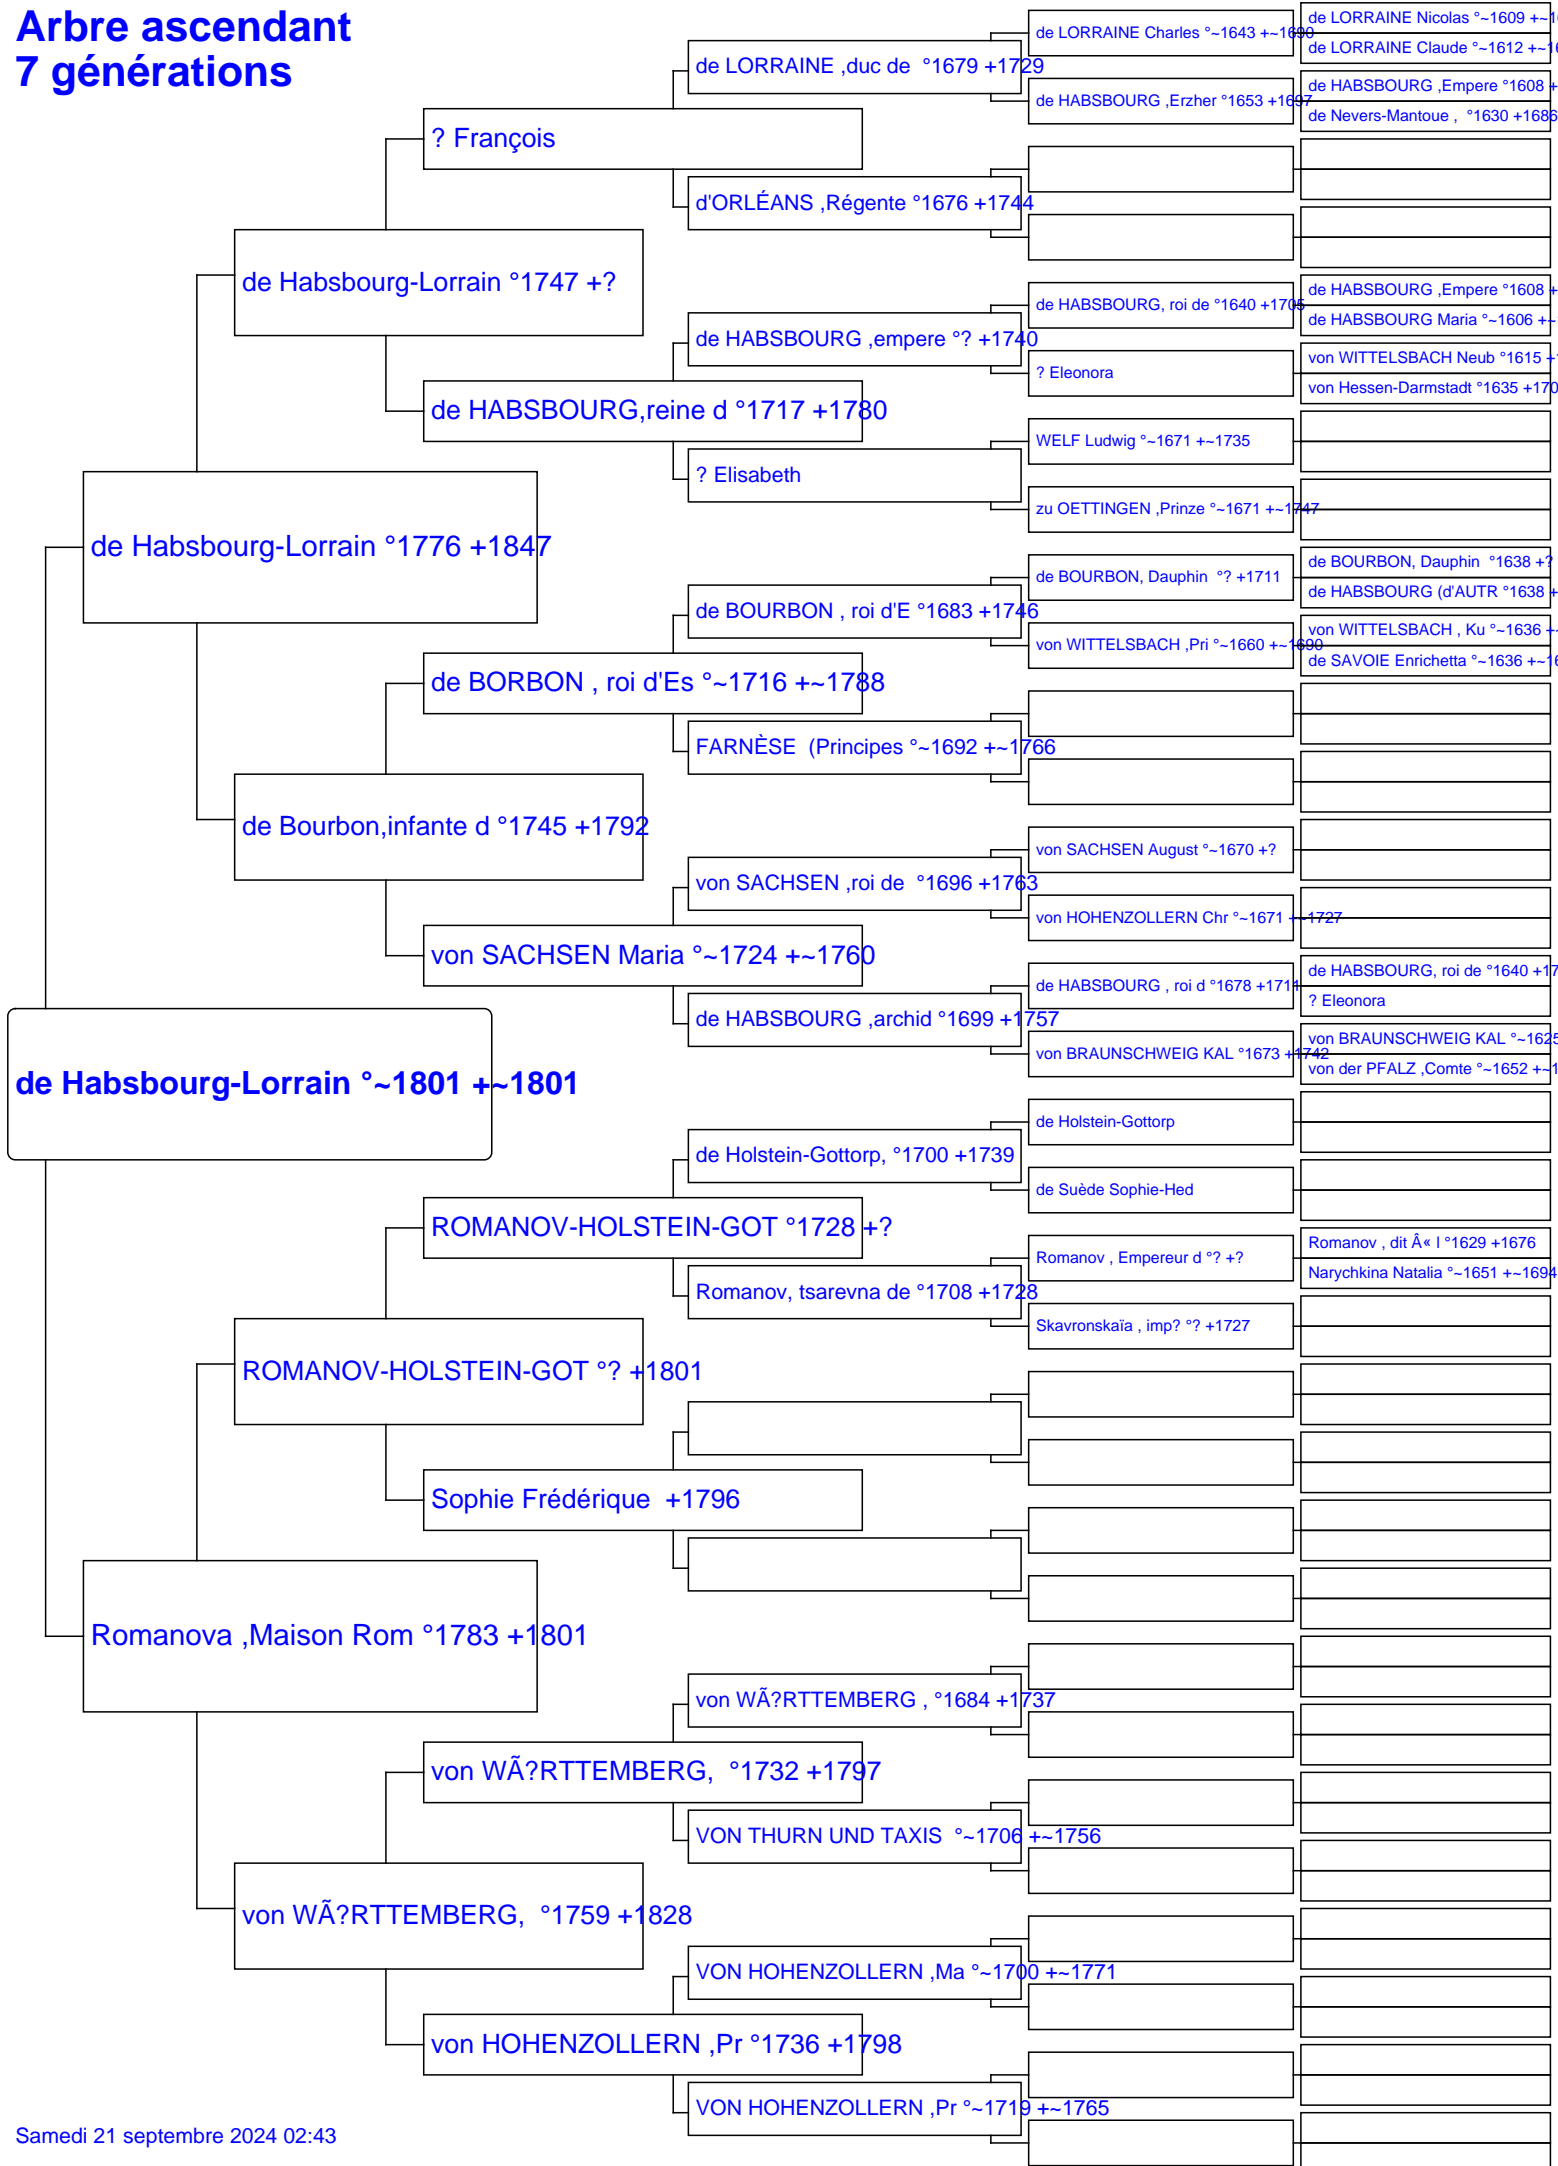 Arbre ascendant
7 générations
de Habsbourg-Lorrain °~1801 +~1801
de Habsbourg-Lorrain °1776 +1847
Romanova ,Maison Rom °1783 +1801
de Habsbourg-Lorrain °1747 +?
de Bourbon,infante d °1745 +1792
ROMANOV-HOLSTEIN-GOT °? +1801
von WÃ?RTTEMBERG,  °1759 +1828
? François
de HABSBOURG,reine d °1717 +1780
de BORBON , roi d'Es °~1716 +~1788
von SACHSEN Maria °~1724 +~1760
ROMANOV-HOLSTEIN-GOT °1728 +?
Sophie Frédérique  +1796
von WÃ?RTTEMBERG,  °1732 +1797
von HOHENZOLLERN ,Pr °1736 +1798
de LORRAINE ,duc de  °1679 +1729
d'ORLÉANS ,Régente °1676 +1744
de HABSBOURG ,empere °? +1740
? Elisabeth
de BOURBON , roi d'E °1683 +1746
FARNÈSE  (Principes °~1692 +~1766
von SACHSEN ,roi de  °1696 +1763
de HABSBOURG ,archid °1699 +1757
de Holstein-Gottorp, °1700 +1739
Romanov, tsarevna de °1708 +1728
von WÃ?RTTEMBERG , °1684 +1737
VON THURN UND TAXIS  °~1706 +~1756
VON HOHENZOLLERN ,Ma °~1700 +~1771
VON HOHENZOLLERN ,Pr °~1719 +~1765
de LORRAINE Charles °~1643 +~1690
de HABSBOURG ,Erzher °1653 +1697
de HABSBOURG, roi de °1640 +1705
? Eleonora
WELF Ludwig °~1671 +~1735
zu OETTINGEN ,Prinze °~1671 +~1747
de BOURBON, Dauphin  °? +1711
von WITTELSBACH ,Pri °~1660 +~1690
von SACHSEN August °~1670 +?
von HOHENZOLLERN Chr °~1671 +~1727
de HABSBOURG , roi d °1678 +1711
von BRAUNSCHWEIG KAL °1673 +1742
de Holstein-Gottorp
de Suède Sophie-Hed
Romanov , Empereur d °? +?
Skavronskaïa , imp? °? +1727
de LORRAINE Nicolas °~1609 +~1
de LORRAINE Claude °~1612 +~16
de HABSBOURG ,Empere °1608 +
de Nevers-Mantoue ,  °1630 +1686
de HABSBOURG ,Empere °1608 +
de HABSBOURG Maria °~1606 +~
von WITTELSBACH Neub °1615 +1
von Hessen-Darmstadt °1635 +170
de BOURBON, Dauphin  °1638 +?
de HABSBOURG (d'AUTR °1638 +
von WITTELSBACH , Ku °~1636 +~
de SAVOIE Enrichetta °~1636 +~16
de HABSBOURG, roi de °1640 +17
? Eleonora
von BRAUNSCHWEIG KAL °~1625
von der PFALZ ,Comte °~1652 +~1
Romanov , dit Â« l °1629 +1676
Narychkina Natalia °~1651 +~1694
Samedi 21 septembre 2024 02:43